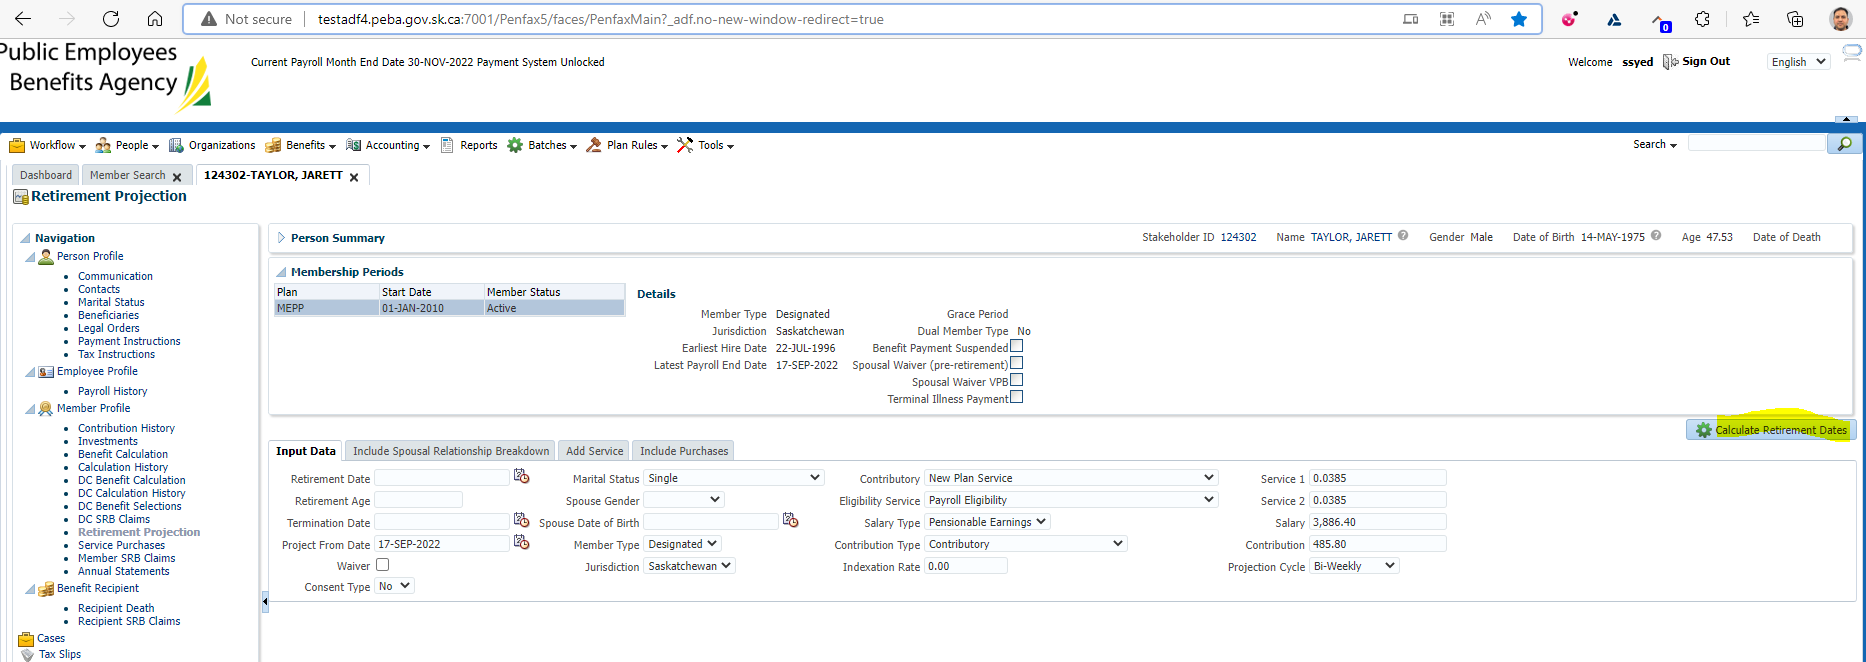 Not secure | testadf4.peba.gov.sk.ca:7001/Penfax5/faces/PenfaxMain?_adf.no-new-window-redirect=true
0
Public Employees
Benefits Agency
Current Payroll Month End Date 30-NOV-2022 Payment System Unlocked
Welcome ssyed Sign Out English
Workflow People Organizations Benefits Accounting Reports Batches Plan Rules Tools Search
Dashboard Member Search 124302-TAYLOR, JARETT
Retirement Projection
Navigation
Person Profile
Communication
Contacts
Marital Status
Beneficiaries
Legal Orders
Payment Instructions
Tax Instructions
Employee Profile
Payroll History
Member Profile
Contribution History
Investments
Benefit Calculation
Calculation History
DC Benefit Calculation
DC Calculation History
DC Benefit Selections
DC SRB Claims
Retirement Projection
Service Purchases
Member SRB Claims
Annual Statements
Benefit Recipient
Recipient Death
Recipient SRB Claims
Cases
Tax Slips
Person Summary Stakeholder ID 124302 Name TAYLOR, JARETT Gender Male Date of Birth 14-MAY-1975 Age 47.53 Date of Death
Membership Periods
Plan Start Date Member Status
MEPP 01-JAN-2010 Active
Details
Member Type Designated Grace Period
Jurisdiction Saskatchewan Dual Member Type No
Earliest Hire Date 22-JUL-1996 Benefit Payment Suspended
Latest Payroll End Date 17-SEP-2022 Spousal Waiver (pre-retirement)
Spousal Waiver VPB
Terminal Illness Payment
Calculate Retirement Dates
Input Data Include Spousal Relationship Breakdown Add Service Include Purchases
Retirement Date Marital Status Single Contributory New Plan Service Service 1 0.0385
Retirement Age Spouse Gender Eligibility Service Payroll Eligibility Service 2 0.0385
Termination Date Spouse Date of Birth Salary Type Pensionable Earnings Salary 3,886.40
Project From Date 17-SEP-2022 Member Type Designated Contribution Type Contributory Contribution 485.80
Waiver Jurisdiction Saskatchewan Indexation Rate 0.00 Projection Cycle Bi-Weekly
Consent Type No